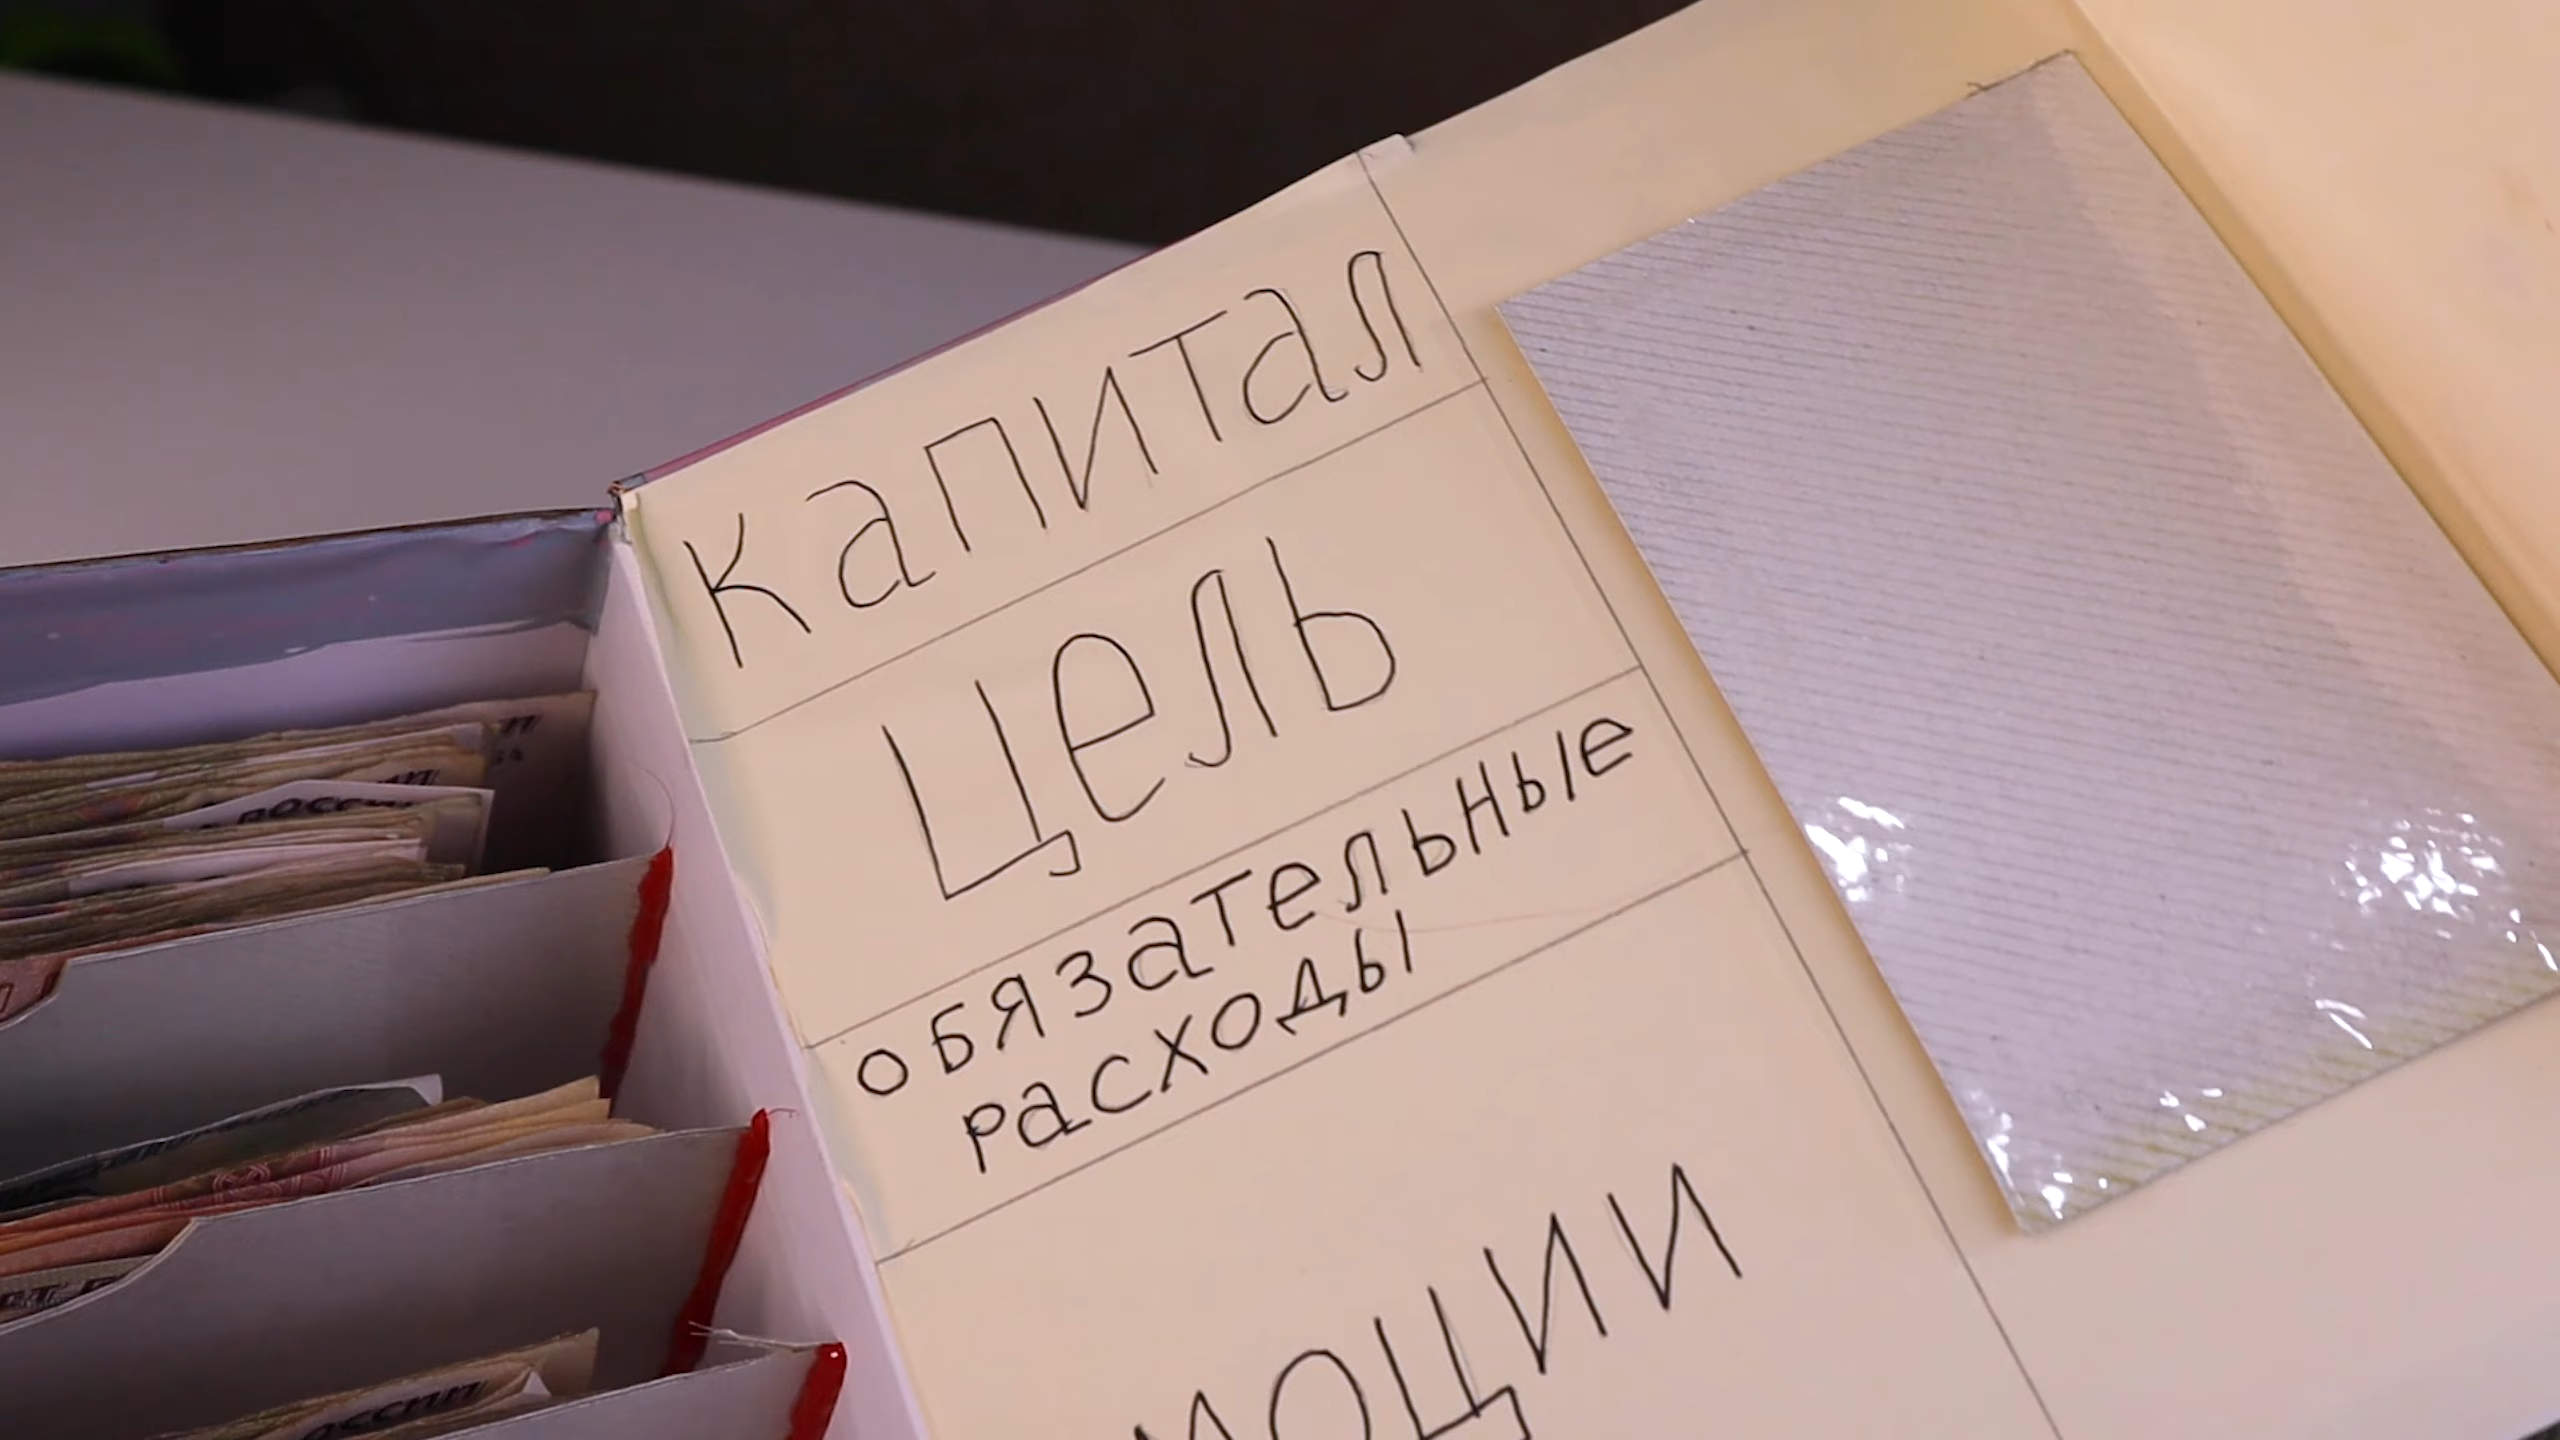 капитал
цель
обязательные
расходы